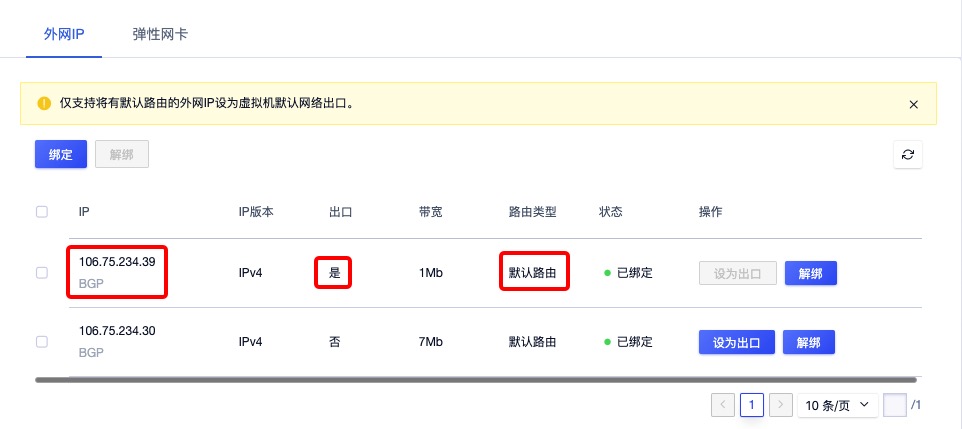 外网IP 弹性网卡
仅支持将有默认路由的外网IP设为虚拟机默认网络出口。
绑定 解绑
IP IP版本 出口 带宽 路由类型 状态 操作
106.75.234.39
BGP
IPv4 是 1Mb 默认路由 已绑定 设为出口 解绑
106.75.234.30
BGP
IPv4 否 7Mb 默认路由 已绑定 设为出口 解绑
1 10 条/页 /1